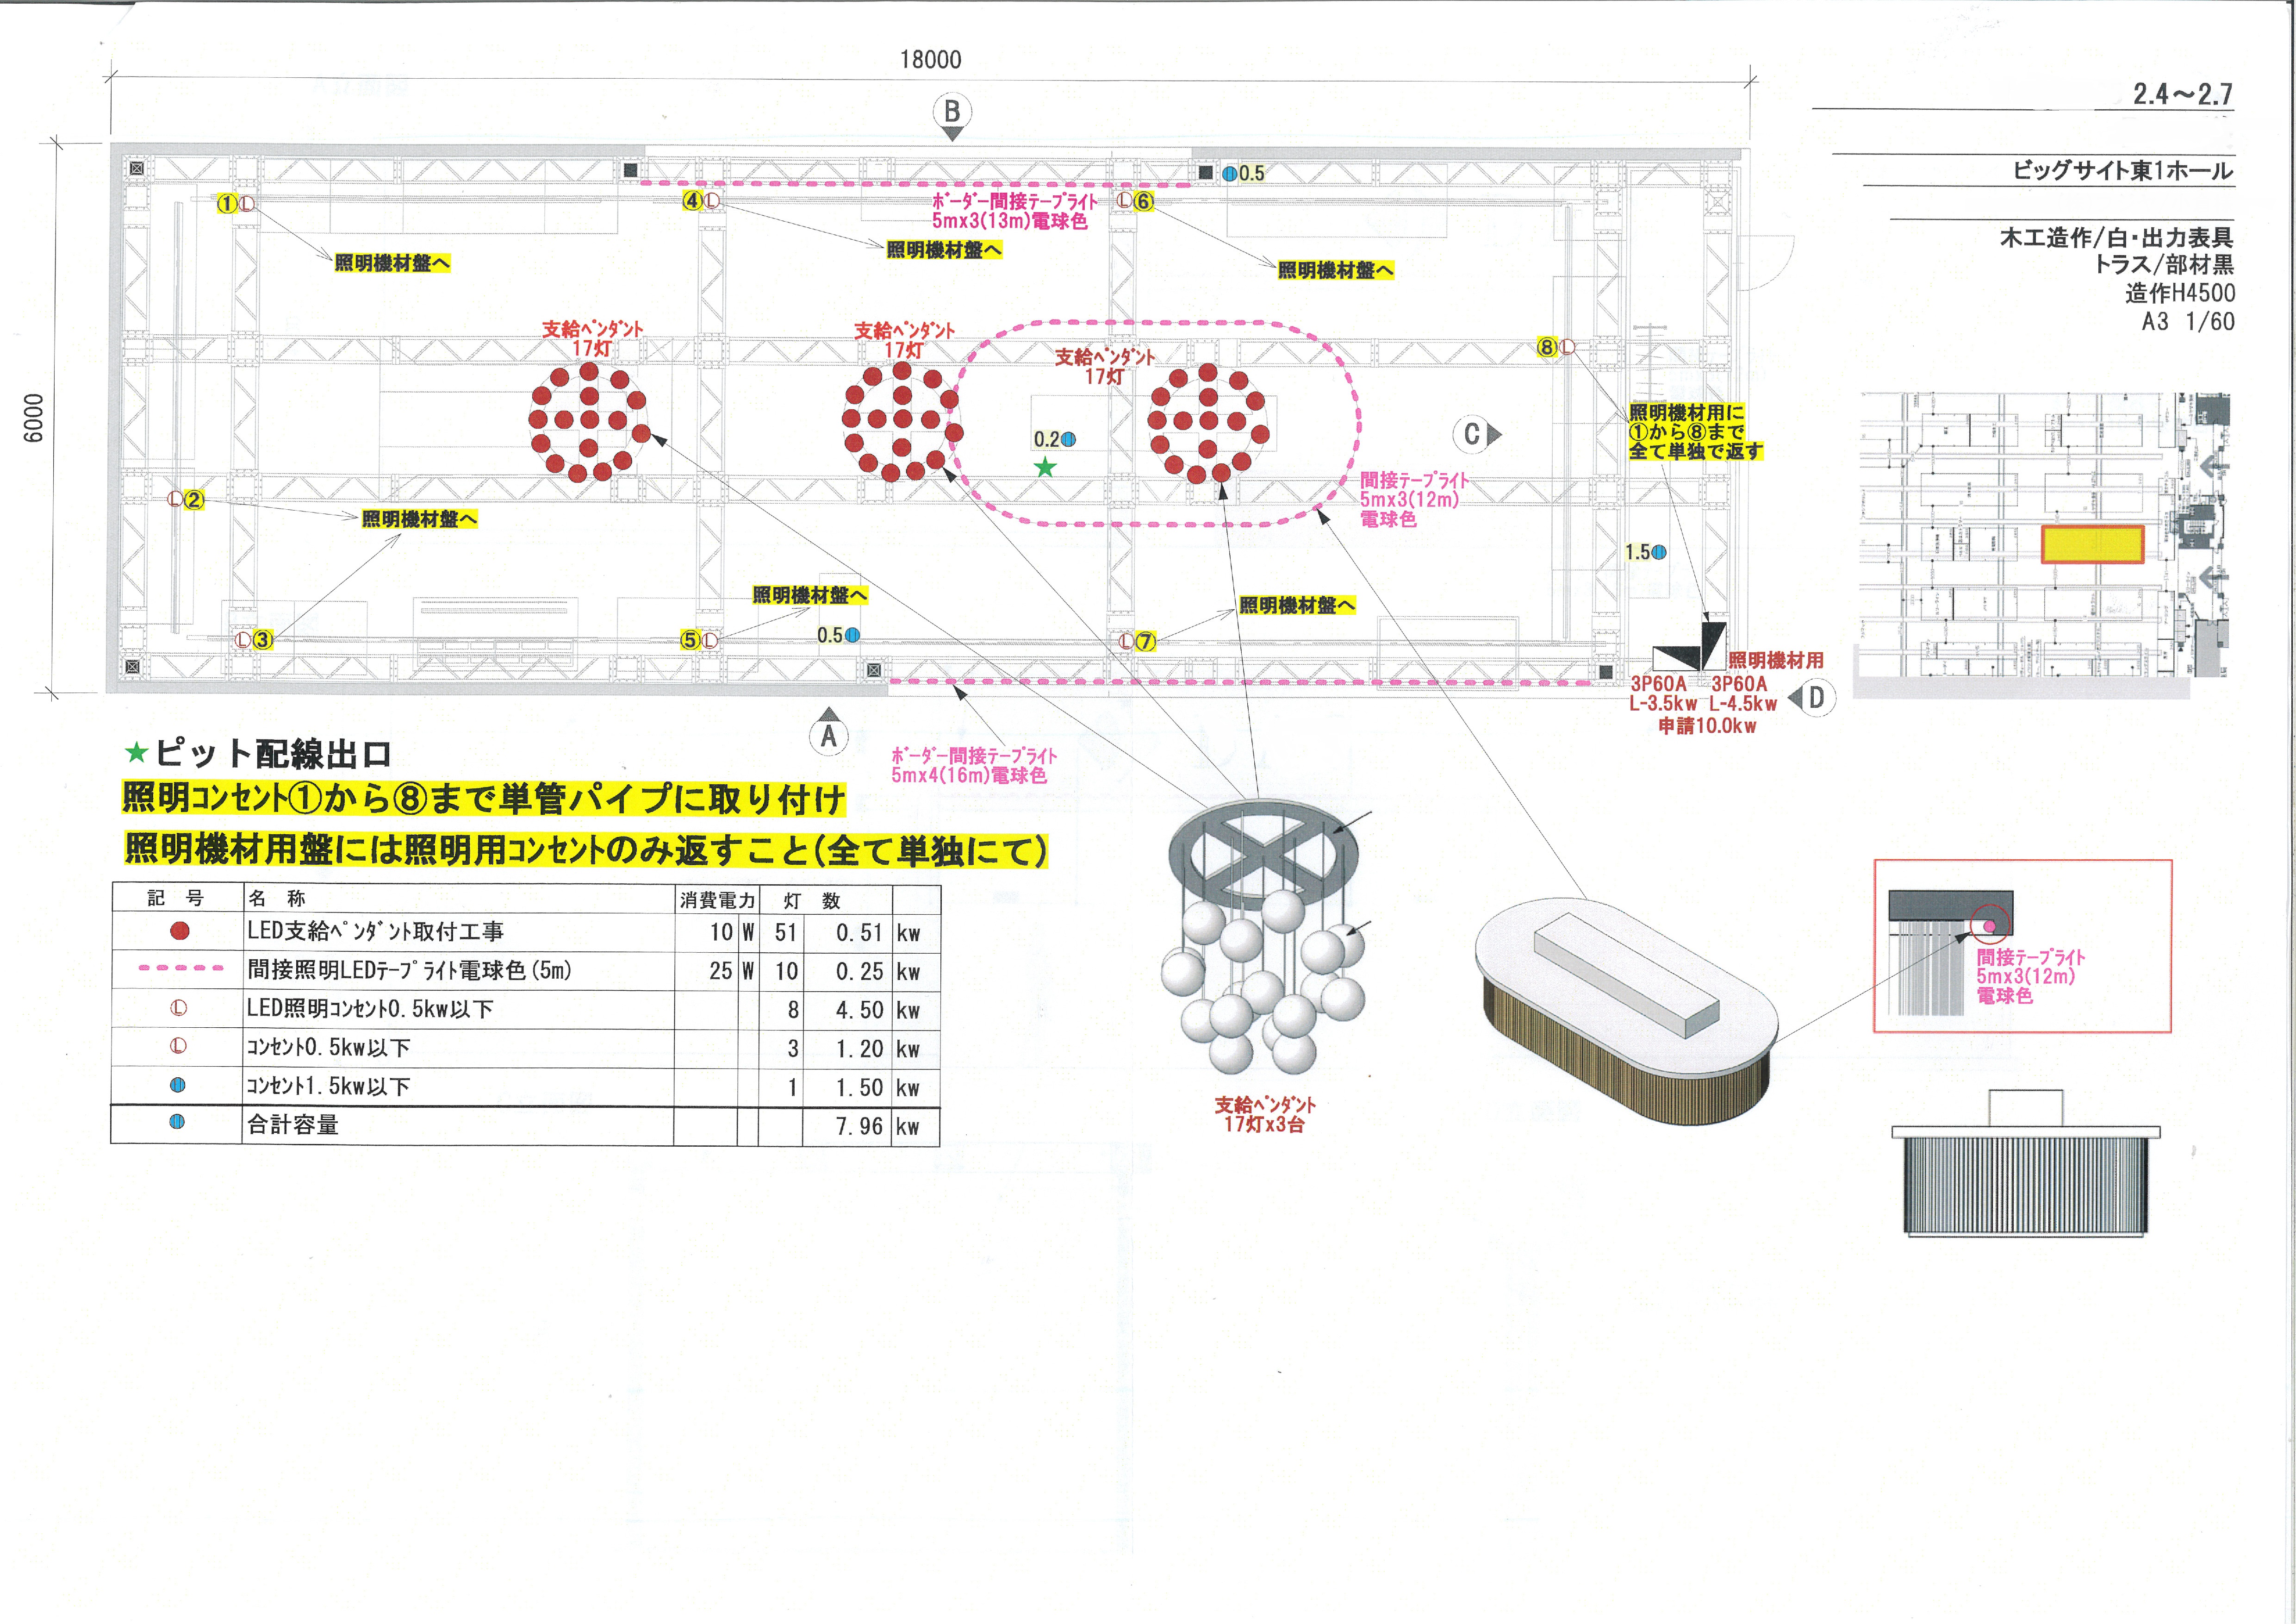 18000
2.4～2.7
B
ビッグサイト東1ホール
木工造作/白・出力表具
トラス/部材黒
造作H4500
A3 1/60
6000
0.5
①Ⓛ
④Ⓛ
Ⓛ⑥
ﾎﾞｰﾀﾞｰ間接ﾃｰﾌﾟﾗｲﾄ
5mx3(13m)電球色
照明機材盤へ
照明機材盤へ
照明機材盤へ
支給ﾍﾟﾝﾀﾞﾝﾄ
17灯
支給ﾍﾟﾝﾀﾞﾝﾄ
17灯
支給ﾍﾟﾝﾀﾞﾝﾄ
17灯
⑧Ⓛ
照明機材用に
①から⑧まで
全て単独で返す
C
0.2
★
間接ﾃｰﾌﾟﾗｲﾄ
5mx3(12m)
電球色
Ⓛ②
照明機材盤へ
1.5
照明機材盤へ
照明機材盤へ
Ⓛ③
⑤Ⓛ
0.5
Ⓛ⑦
照明機材用
3P60A 3P60A
L-3.5kw L-4.5kw
申請10.0kw
D
A
ﾎﾞｰﾀﾞｰ間接ﾃｰﾌﾟﾗｲﾄ
5mx4(16m)電球色
★ピット配線出口
照明ｺﾝｾﾝﾄ①から⑧まで単管パイプに取り付け
照明機材用盤には照明用ｺﾝｾﾝﾄのみ返すこと(全て単独にて)
記 号 名 称 消費電力 灯 数
LED支給ﾍﾟﾝﾀﾞﾝﾄ取付工事 10 W 51 0.51 kw
間接照明LEDﾃｰﾌﾟﾗｲﾄ電球色(5m) 25 W 10 0.25 kw
Ⓛ LED照明ｺﾝｾﾝﾄ0.5kw以下 8 4.50 kw
Ⓛ ｺﾝｾﾝﾄ0.5kw以下 3 1.20 kw
ｺﾝｾﾝﾄ1.5kw以下 1 1.50 kw
合計容量 7.96 kw
支給ﾍﾟﾝﾀﾞﾝﾄ
17灯x3台
間接ﾃｰﾌﾟﾗｲﾄ
5mx3(12m)
電球色